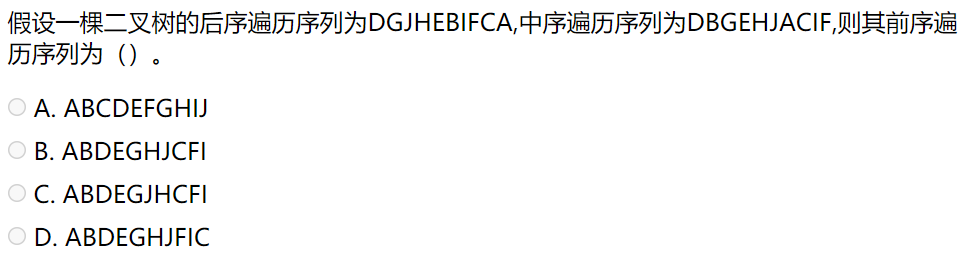 假设一棵二叉树的后序遍历序列为DGJHEBIFCA,中序遍历序列为DBGEHJACIF,则其前序遍
历序列为（）。
A. ABCDEFGHIJ
B. ABDEGHJCFI
C. ABDEGJHCFI
D. ABDEGHJFIC